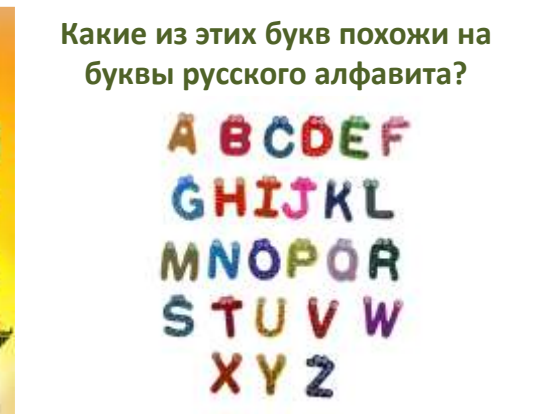 Какие из этих букв похожи на
буквы русского алфавита?
A B C D E F
G H I J K L
M N O P Q R
S T U V W
X Y Z